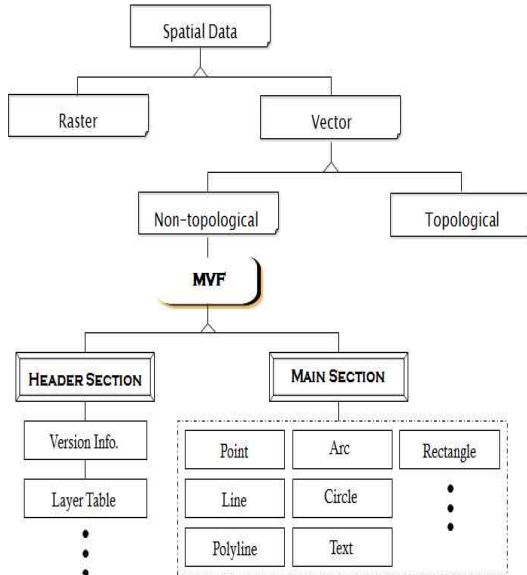 Spatial Data
Raster
Vector
Non-topological
Topological
MVF
HEADER SECTION
MAIN SECTION
Version Info.
Layer Table
Point
Arc
Rectangle
Line
Circle
Polyline
Text